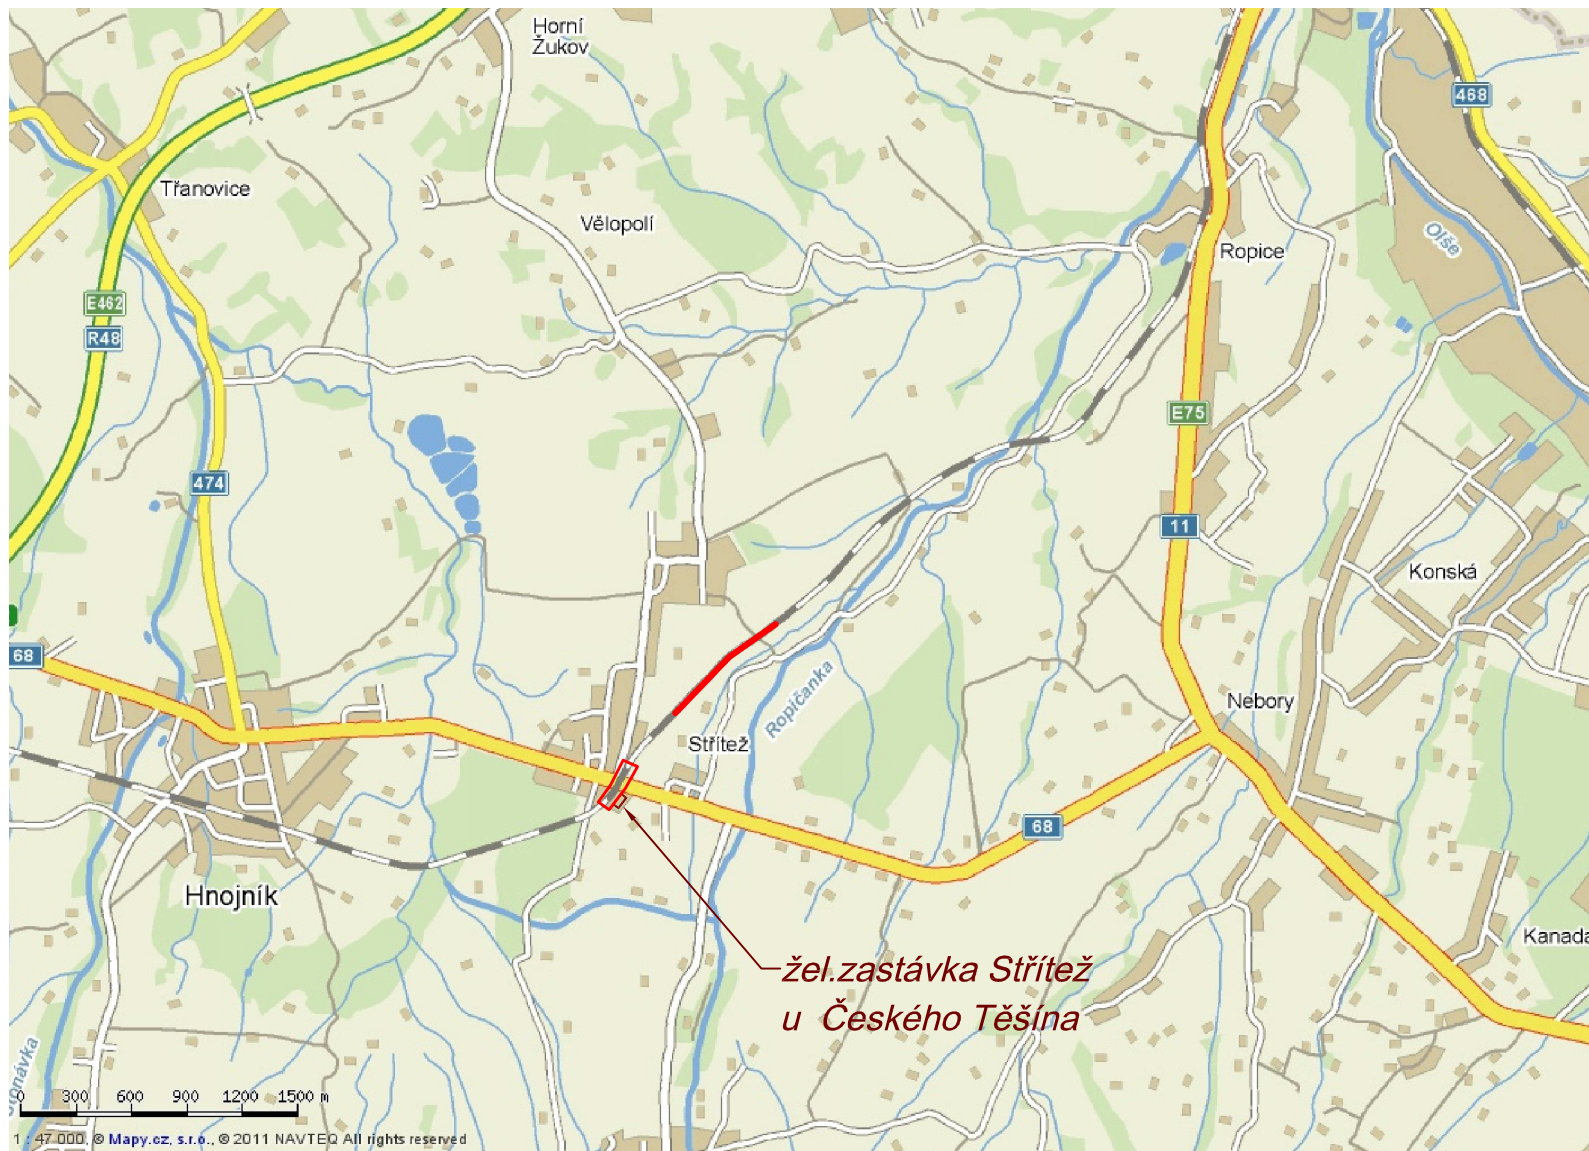 Horní
Žukov
468
Třanovice
Vělopolí
Olše
Ropice
E462
R48
E75
474
11
Konská
68
Ropičanka
Nebory
Střítež
68
Hnojník
Kanada
žel.zastávka Střítež
u Českého Těšína
0 300 600 900 1200 1500 m
1 : 47 000, © Mapy.cz, s.r.o., © 2011 NAVTEQ All rights reserved